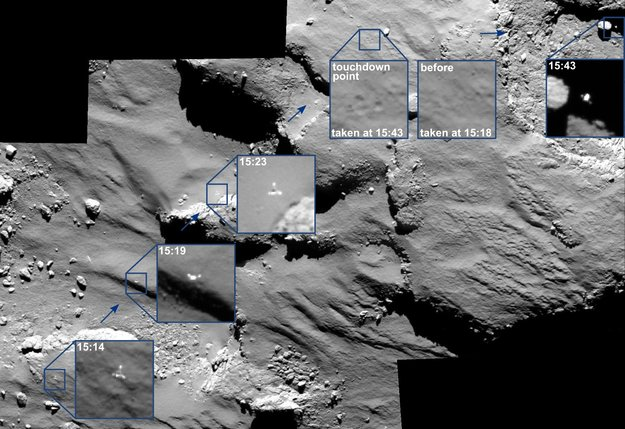 touchdown
point
taken at 15:43
before
taken at 15:18
15:43
15:23
15:19
15:14